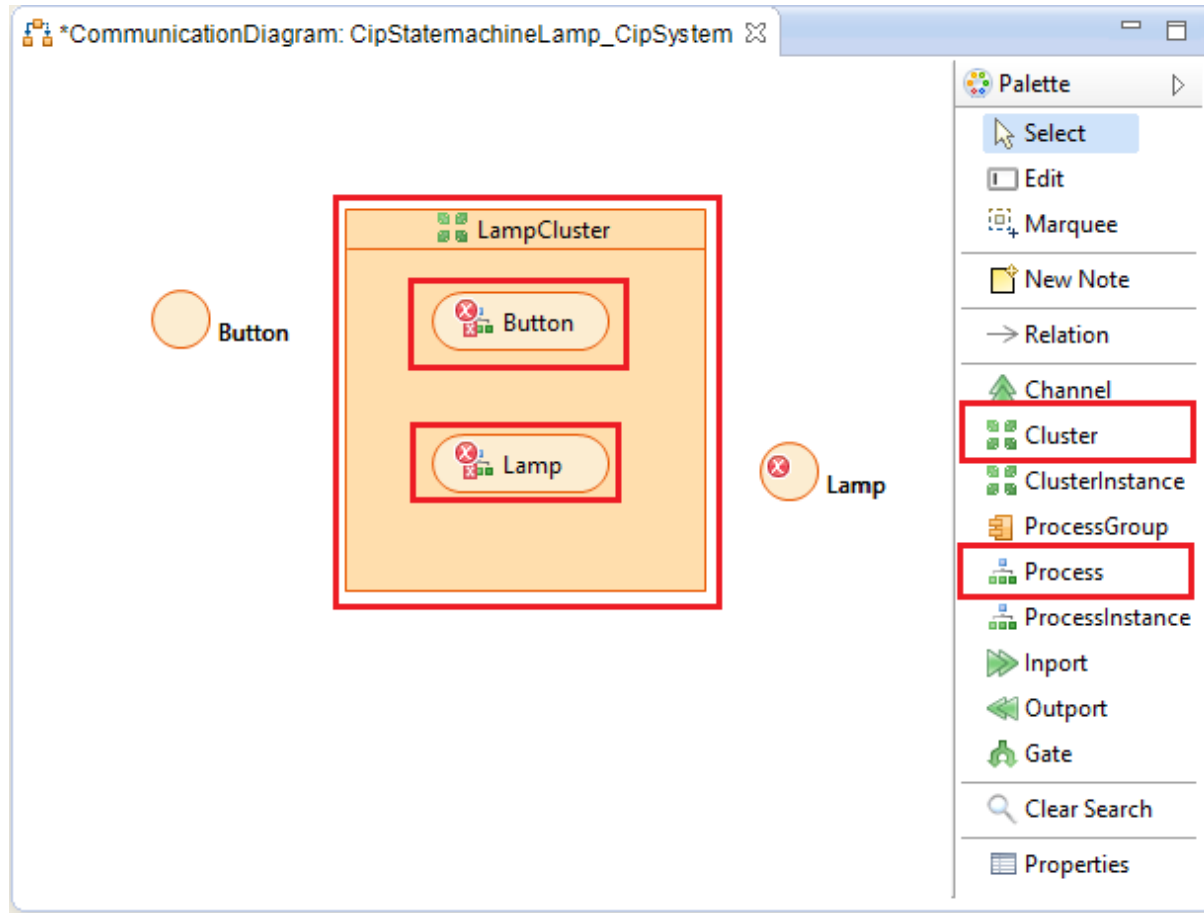 *CommunicationDiagram: CipStatemachineLamp_CipSystem
LampCluster
Button
Button
Lamp
Lamp
Palette
Select
Edit
Marquee
New Note
Relation
Channel
Cluster
ClusterInstance
ProcessGroup
Process
ProcessInstance
Inport
Outport
Gate
Clear Search
Properties